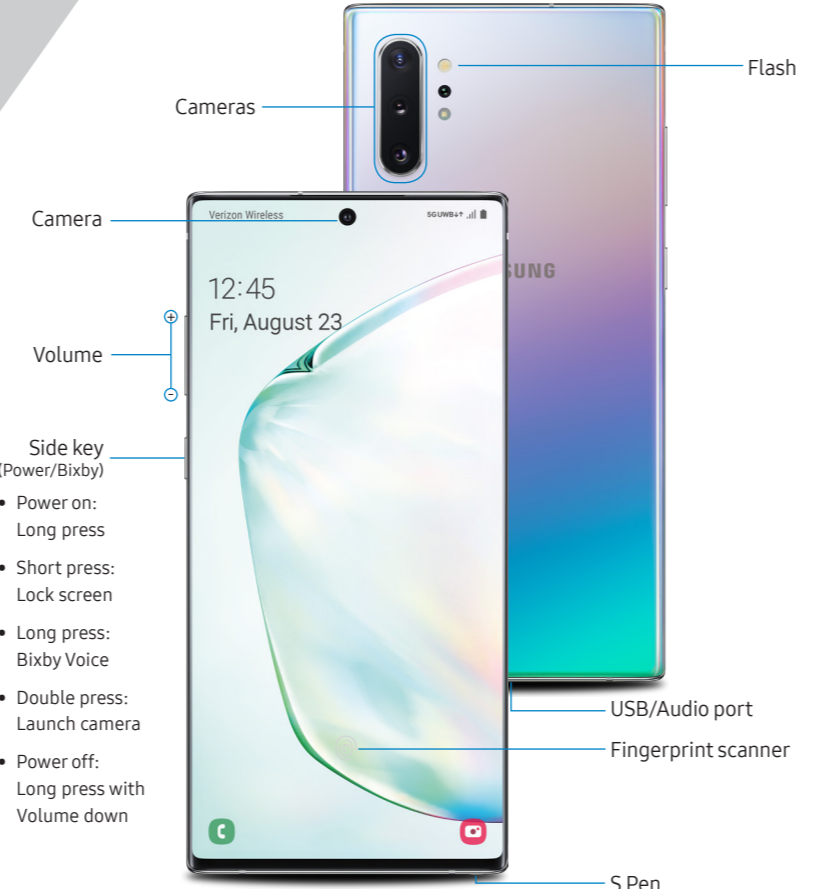 Flash
Cameras
Camera
Verizon Wireless
5G UWB
12:45
Fri, August 23
SUNG
+
Volume
-
Side key
(Power/Bixby)
• Power on:
Long press
• Short press:
Lock screen
• Long press:
Bixby Voice
• Double press:
Launch camera
• Power off:
Long press with
Volume down
USB/Audio port
Fingerprint scanner
S Pen